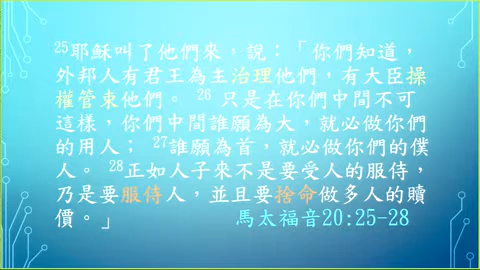 25耶穌叫了他們來，說：「你們知道，
外邦人有君王為主治理他們，有大臣操
權管束他們。 26 只是在你們中間不可
這樣，你們中間誰願為大，就必做你們
的用人； 27誰願為首，就必做你們的僕
人。 28正如人子來不是要受人的服侍，
乃是要服侍人，並且要捨命做多人的贖
價。」 馬太福音20:25-28